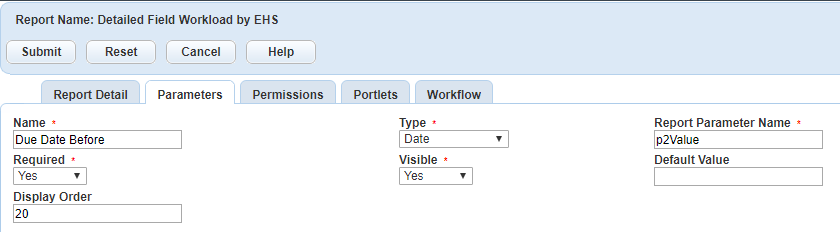 Report Name: Detailed Field Workload by EHS
Submit Reset Cancel Help
Report Detail Parameters Permissions Portlets Workflow
Name * Type * Report Parameter Name *
Due Date Before Date p2Value
Required * Visible * Default Value
Yes Yes
Display Order
20